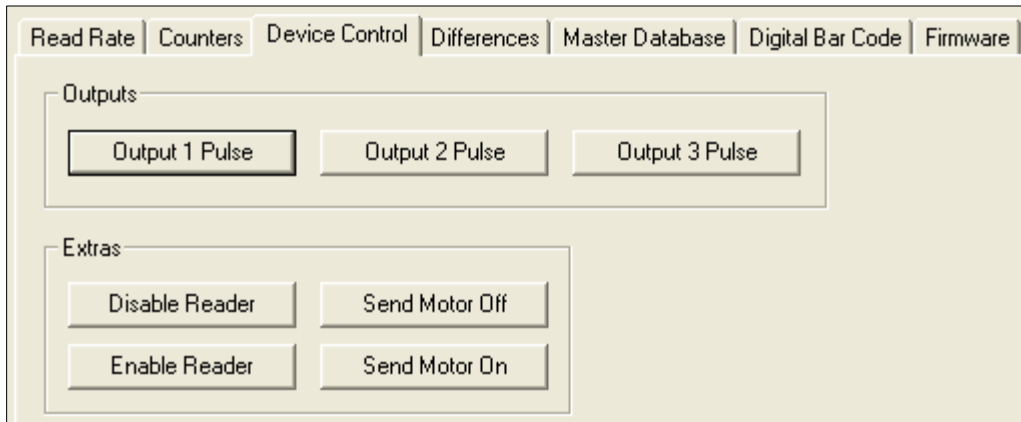 Read Rate Counters Device Control Differences Master Database Digital Bar Code Firmware
Outputs
Output 1 Pulse Output 2 Pulse Output 3 Pulse
Extras
Disable Reader Send Motor Off
Enable Reader Send Motor On